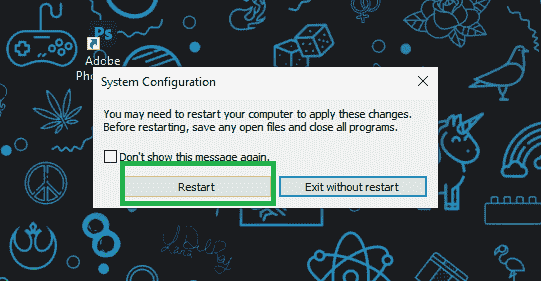 Ps
Adobe
Pho
System Configuration
You may need to restart your computer to apply these changes.
Before restarting, save any open files and close all programs.
Don't show this message again.
Restart
Exit without restart